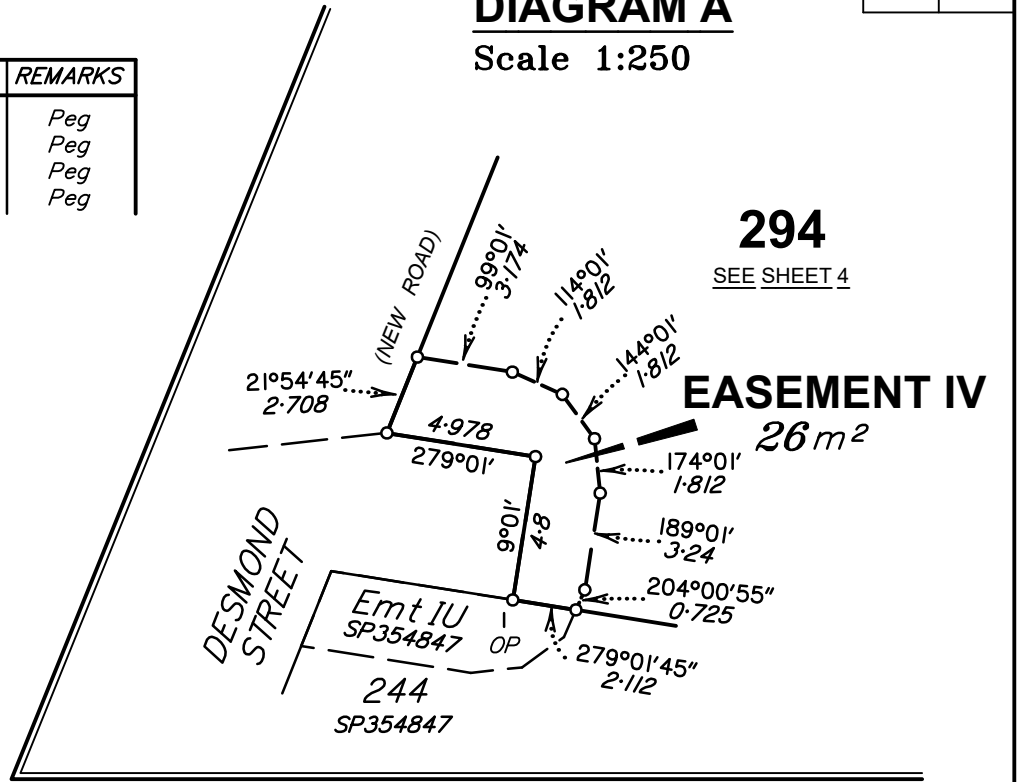 DIAGRAM A
Scale 1:250
REMARKS
Peg
Peg
Peg
Peg
294
SEE SHEET 4
(NEW ROAD)
99°01'
3·174
114°01'
1·812
144°01'
1·812
21°54'45"
2·708
EASEMENT IV
26 m²
4·978
279°01'
174°01'
1·812
9°01'
4·8
189°01'
3·24
204°00'55"
0·725
DESMOND
STREET
Emt IU
SP354847
OP
279°01'45"
2·112
244
SP354847